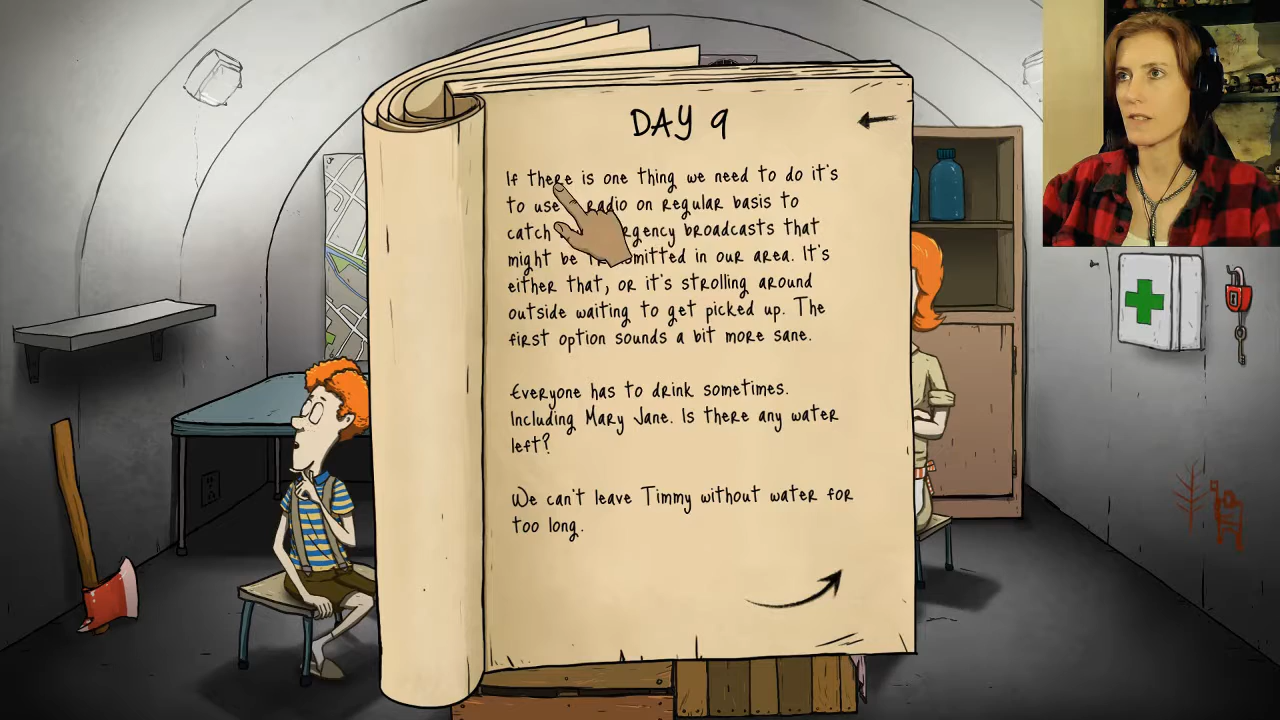 DAY 9
If there is one thing we need to do it's
to use radio on regular basis to
catch broadcasts that
might be in our area. It's
either that, or it's strolling around
outside waiting to get picked up. The
first option sounds a bit more sane.
Everyone has to drink sometimes.
Including Mary Jane. Is there any water
left?
We can't leave Timmy without water for
too long.